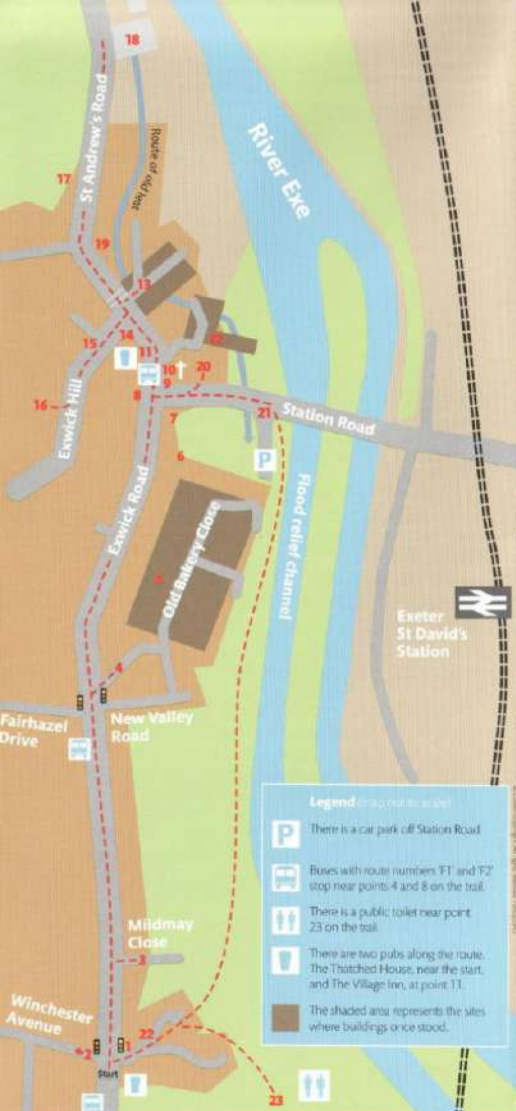 18
St Andrew's Road
Route of old leat
17
River Exe
19
13
15
14
12
11
10
20
9
16
8
Exwick Hill
7
21
Station Road
P
6
Exwick Road
Flood relief channel
Old Bakery Close
5
Exeter
St David's
Station
4
Fairhazel
Drive
New Valley
Road
Legend (map not to scale)
P
There is a car park off Station Road
Buses with route numbers 'F1' and 'F2'
stop near points 4 and 8 on the trail.
There is a public toilet near point
23 on the trail
There are two pubs along the route.
The Thatched House, near the start,
and The Village Inn, at point 11.
The shaded area represents the sites
where buildings once stood.
Mildmay
Close
3
Winchester
Avenue
22
1
2
Start
23